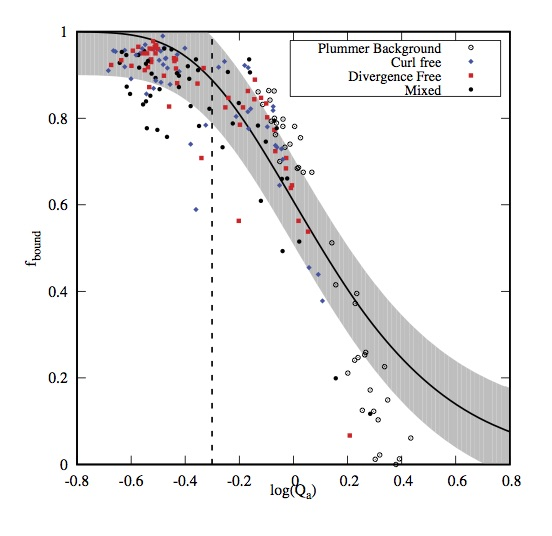 Plummer Background
Curl free
Divergence Free
Mixed
f_bound
1
0.8
0.6
0.4
0.2
0
-0.8
-0.6
-0.4
-0.2
0
0.2
0.4
0.6
0.8
log(Q_a)